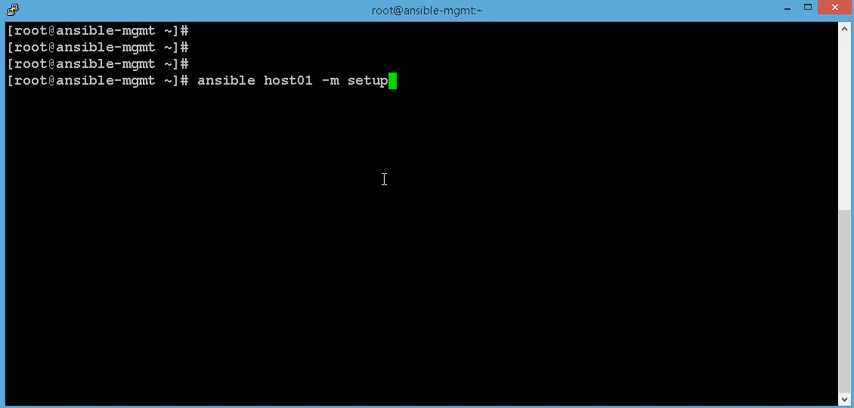 root@ansible-mgmt:~
[root@ansible-mgmt ~]#
[root@ansible-mgmt ~]#
[root@ansible-mgmt ~]#
[root@ansible-mgmt ~]# ansible host01 -m setup